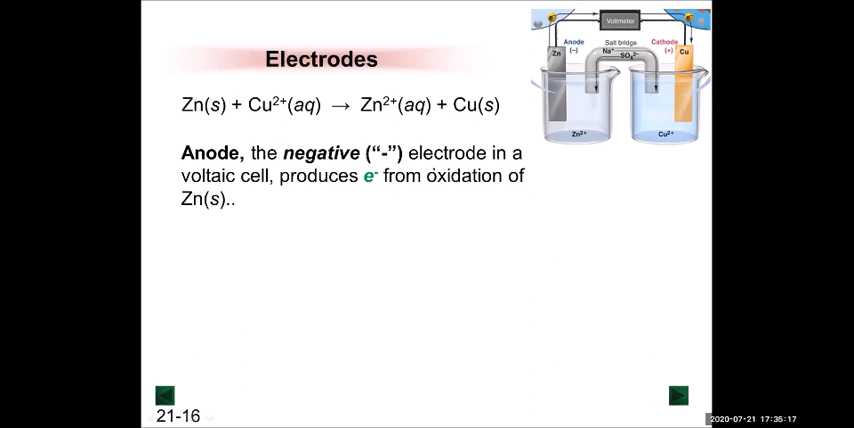 Electrodes
Zn(s) + Cu²⁺(aq) → Zn²⁺(aq) + Cu(s)
Anode, the negative (“-”) electrode in a
voltaic cell, produces e⁻ from oxidation of
Zn(s)..
Voltmeter
Anode
(–)
Salt bridge
Cathode
(+)
Zn
Na⁺
SO₄²⁻
Cu
Zn²⁺
Cu²⁺
21-16
2020-07-21 17:35:17